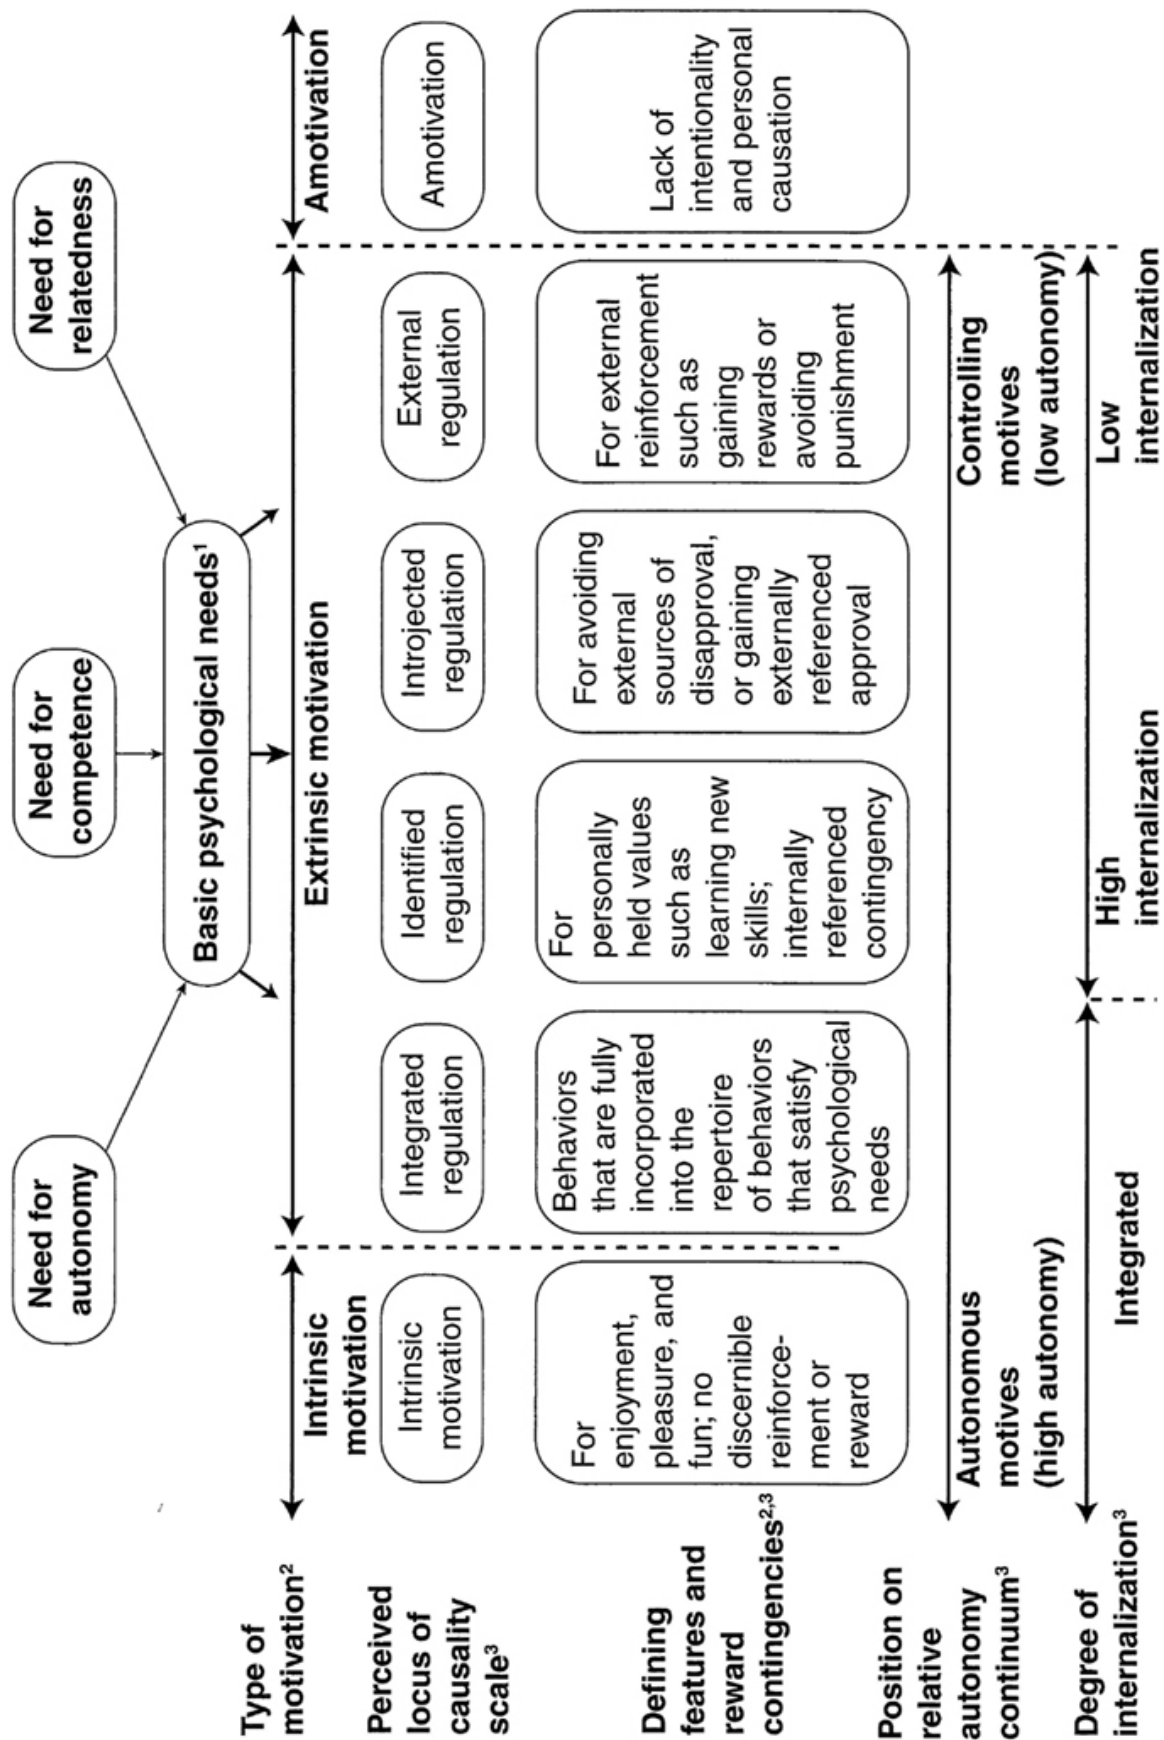 Need for
autonomy
Need for
competence
Need for
relatedness
Basic psychological needs¹
Type of
motivation²
Intrinsic
motivation
Extrinsic motivation
Amotivation
Perceived
locus of
causality
scale³
Intrinsic
motivation
Integrated
regulation
Identified
regulation
Introjected
regulation
External
regulation
Amotivation
Defining
features and
reward
contingencies²,³
For
enjoyment,
pleasure, and
fun; no
discernible
reinforce-
ment or
reward
Behaviors
that are fully
incorporated
into the
repertoire
of behaviors
that satisfy
psychological
needs
For
personally
held values
such as
learning new
skills;
internally
referenced
contingency
For avoiding
external
sources of
disapproval,
or gaining
externally
referenced
approval
For external
reinforcement
such as
gaining
rewards or
avoiding
punishment
Lack of
intentionality
and personal
causation
Position on
relative
autonomy
continuum³
Autonomous
motives
(high autonomy)
Controlling
motives
(low autonomy)
Degree of
internalization³
Integrated
High
internalization
Low
internalization